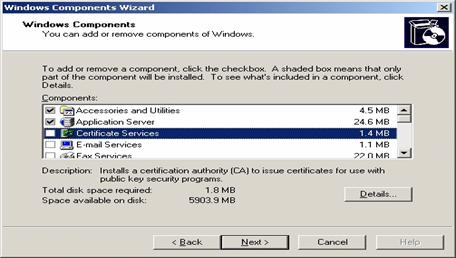 Windows Components Wizard
Windows Components
You can add or remove components of Windows.
To add or remove a component, click the checkbox. A shaded box means that only
part of the component will be installed. To see what's included in a component, click
Details.
Components:
Accessories and Utilities 4.5 MB
Application Server 24.6 MB
Certificate Services 1.4 MB
E-mail Services 1.1 MB
Fax Services 22.0 MB
Description: Installs a certification authority (CA) to issue certificates for use with
public key security programs.
Total disk space required: 1.8 MB
Space available on disk: 5903.9 MB
Details...
< Back Next > Cancel Help